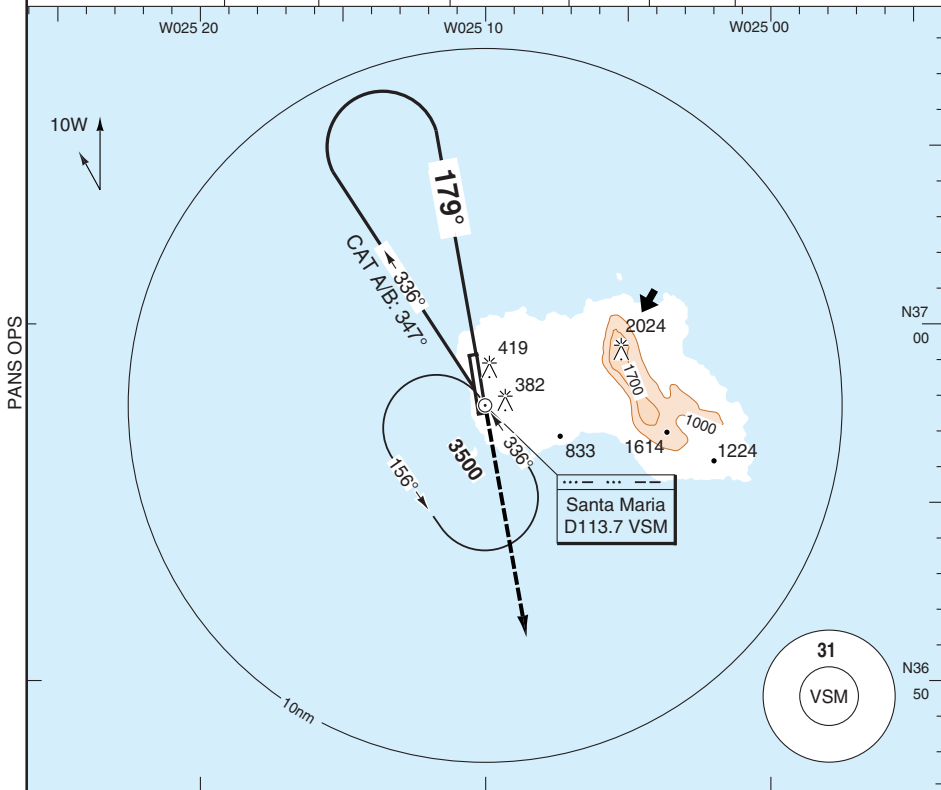 W025 20
W025 10
W025 00
10W
179°
336°
CAT A/B: 347°
PANS OPS
N37
00
2024
419
1700
382
1000
336°
3500
833
1614
1224
156°
Santa Maria
D113.7 VSM
31
VSM
N36
50
10nm